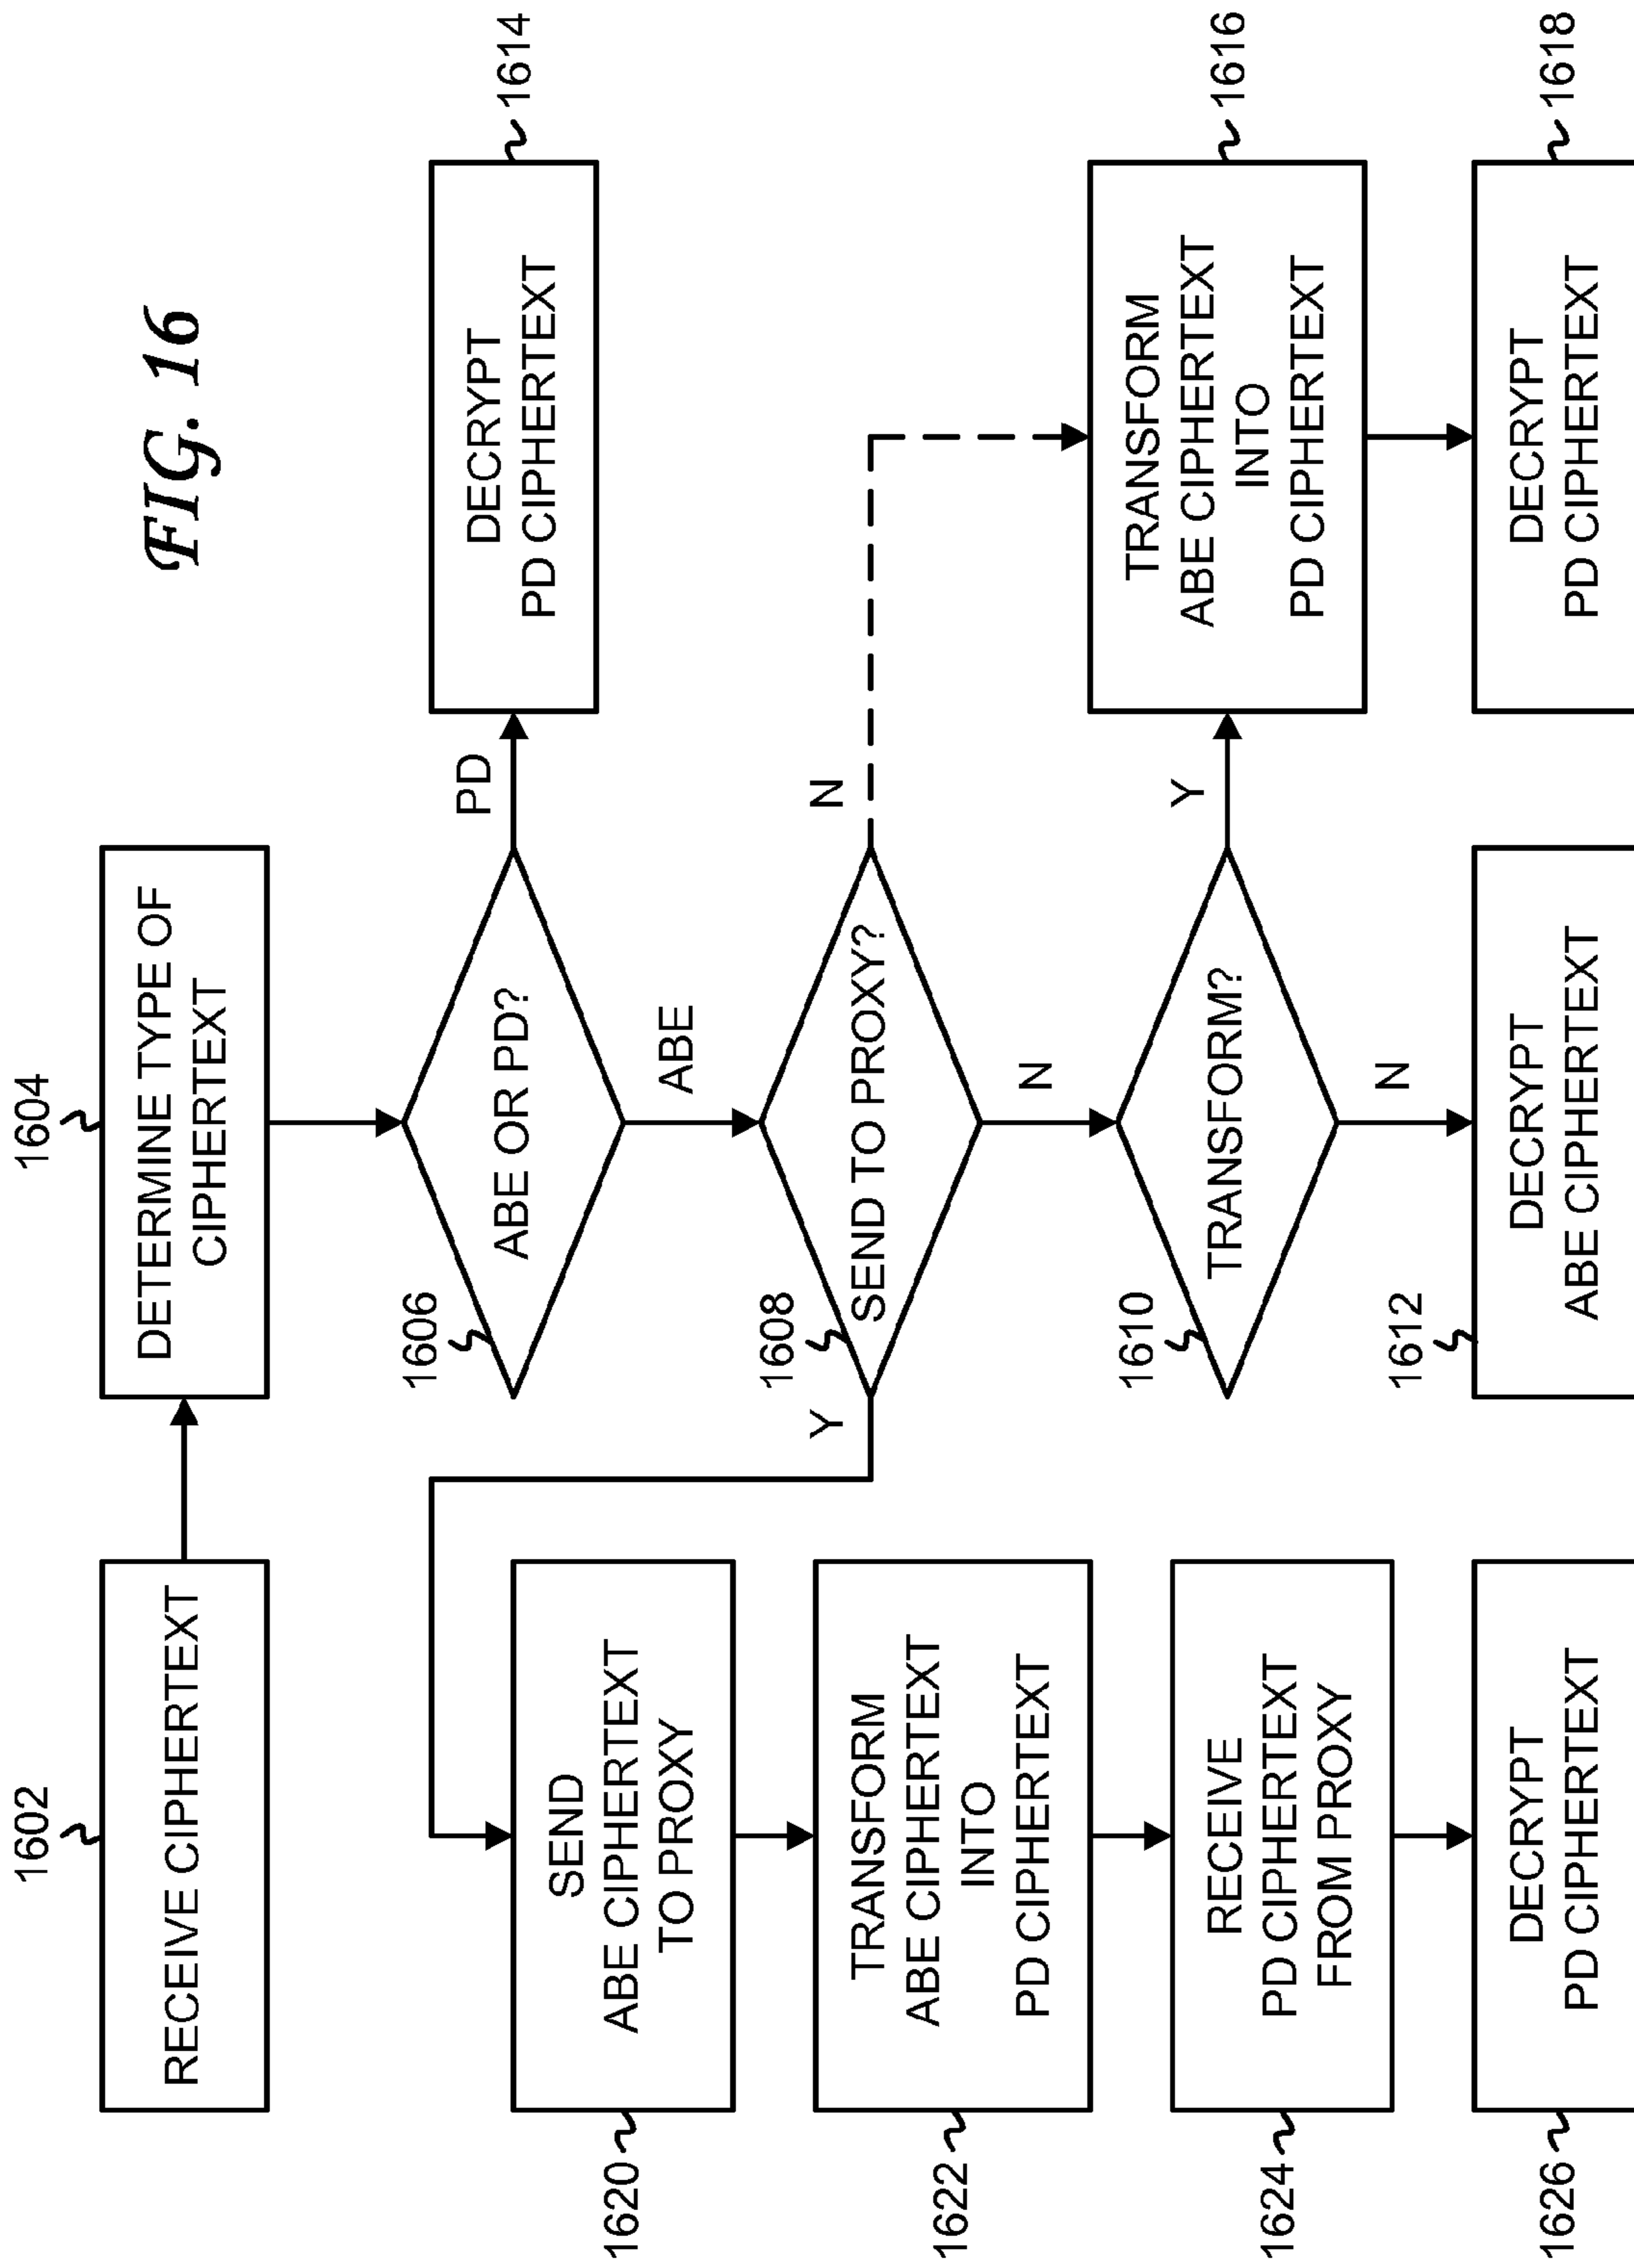 FIG. 16
1602
RECEIVE CIPHERTEXT
1604
DETERMINE TYPE OF
CIPHERTEXT
1606
ABE OR PD?
PD
ABE
DECRYPT
PD CIPHERTEXT
1614
1608
SEND TO PROXY?
Y
N
N
1610
TRANSFORM?
Y
N
TRANSFORM
ABE CIPHERTEXT
INTO
PD CIPHERTEXT
1616
1612
DECRYPT
ABE CIPHERTEXT
DECRYPT
PD CIPHERTEXT
1618
1620
SEND
ABE CIPHERTEXT
TO PROXY
1622
TRANSFORM
ABE CIPHERTEXT
INTO
PD CIPHERTEXT
1624
RECEIVE
PD CIPHERTEXT
FROM PROXY
1626
DECRYPT
PD CIPHERTEXT